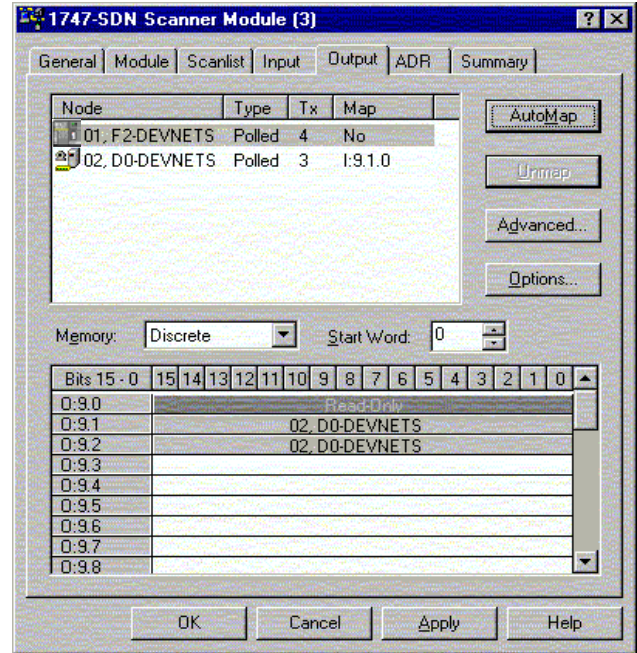 1747-SDN Scanner Module (3)
General Module Scanlist Input Output ADR Summary
Node Type Tx Map
01, F2-DEVNETS Polled 4 No
02, D0-DEVNETS Polled 3 I:9.1.0
AutoMap
Unmap
Advanced...
Options...
Memory: Discrete Start Word: 0
Bits 15 - 0 15 14 13 12 11 10 9 8 7 6 5 4 3 2 1 0
O:9.0 Read-Only
O:9.1 02, D0-DEVNETS
O:9.2 02, D0-DEVNETS
O:9.3
O:9.4
O:9.5
O:9.6
O:9.7
O:9.8
OK Cancel Apply Help